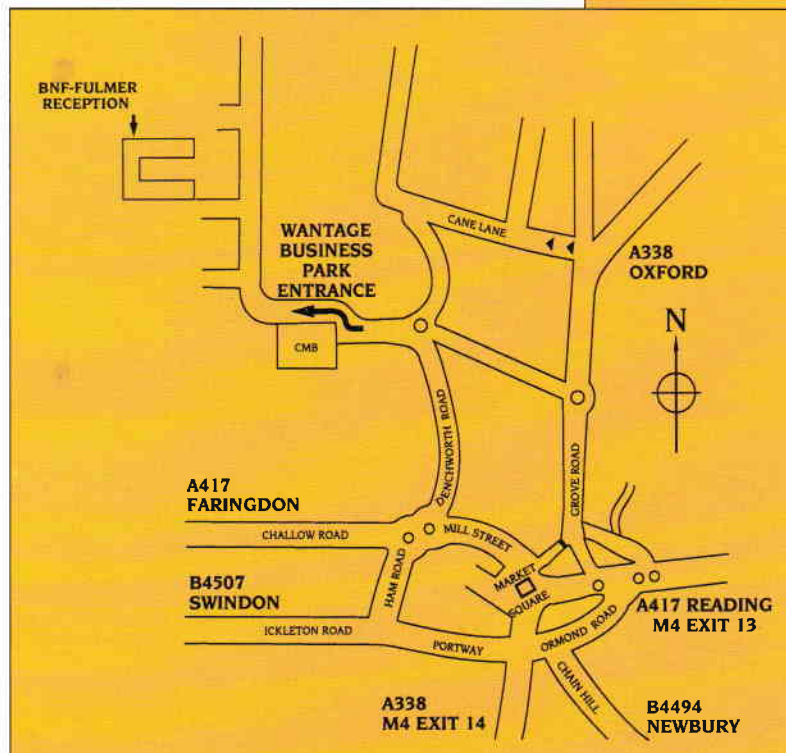 BNF-FULMER
RECEPTION
WANTAGE
BUSINESS
PARK
ENTRANCE
CANE LANE
A338
OXFORD
N
CMB
DENCHWORTH ROAD
GROVE ROAD
A417
FARINGDON
CHALLOW ROAD
MILL STREET
MARKET
SQUARE
HAM ROAD
B4507
SWINDON
ICKLETON ROAD
PORTWAY
ORMOND ROAD
A417 READING
M4 EXIT 13
CHAIN HILL
A338
M4 EXIT 14
B4494
NEWBURY